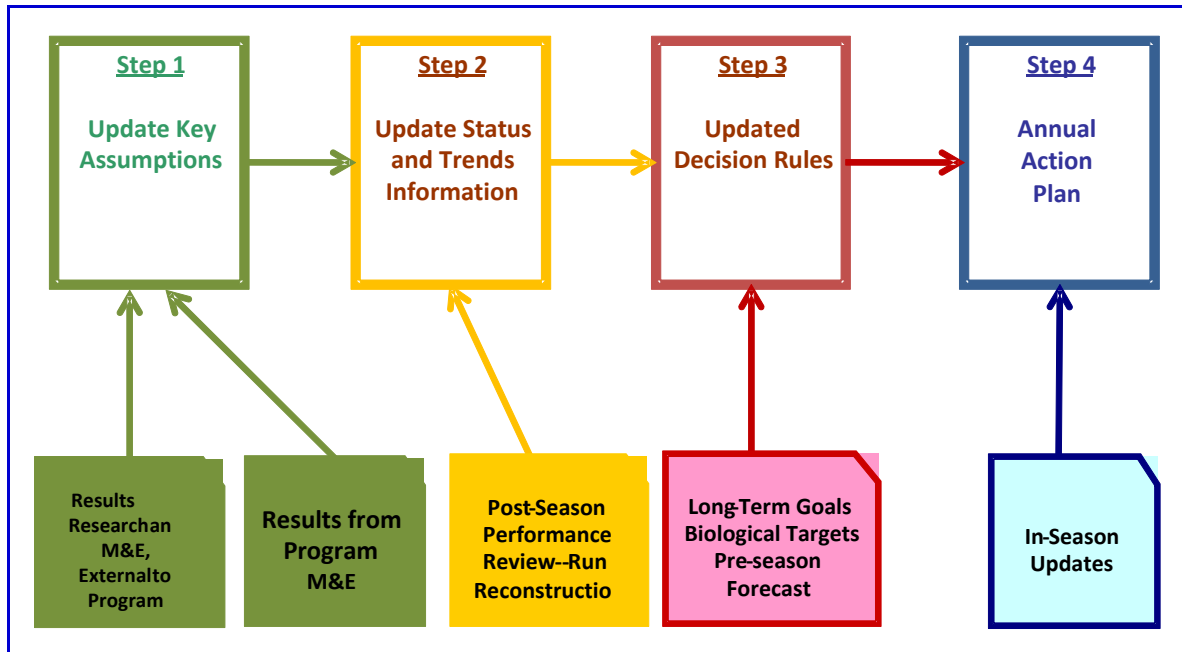 Step 1
Update Key
Assumptions
Step 2
Update Status
and Trends
Information
Step 3
Updated
Decision Rules
Step 4
Annual
Action
Plan
Results
Researchan
M&E,
Externalto
Program
Results from
Program
M&E
Post-Season
Performance
Review--Run
Reconstructio
Long-Term Goals
Biological Targets
Pre-season
Forecast
In-Season
Updates